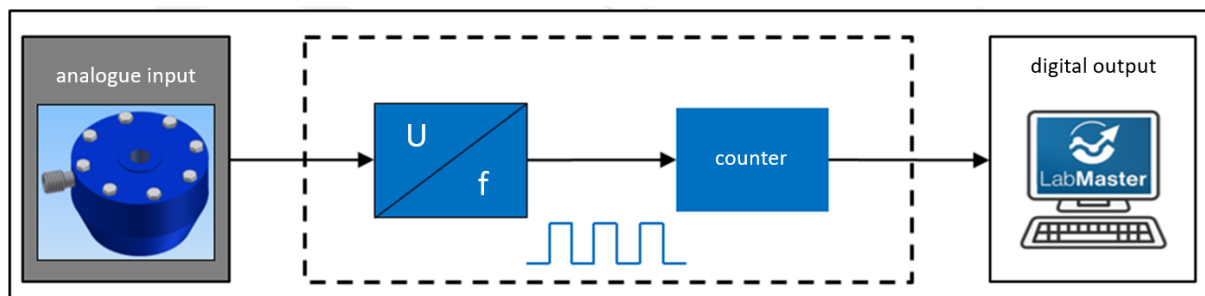 analogue input
U
f
counter
digital output
LabMaster